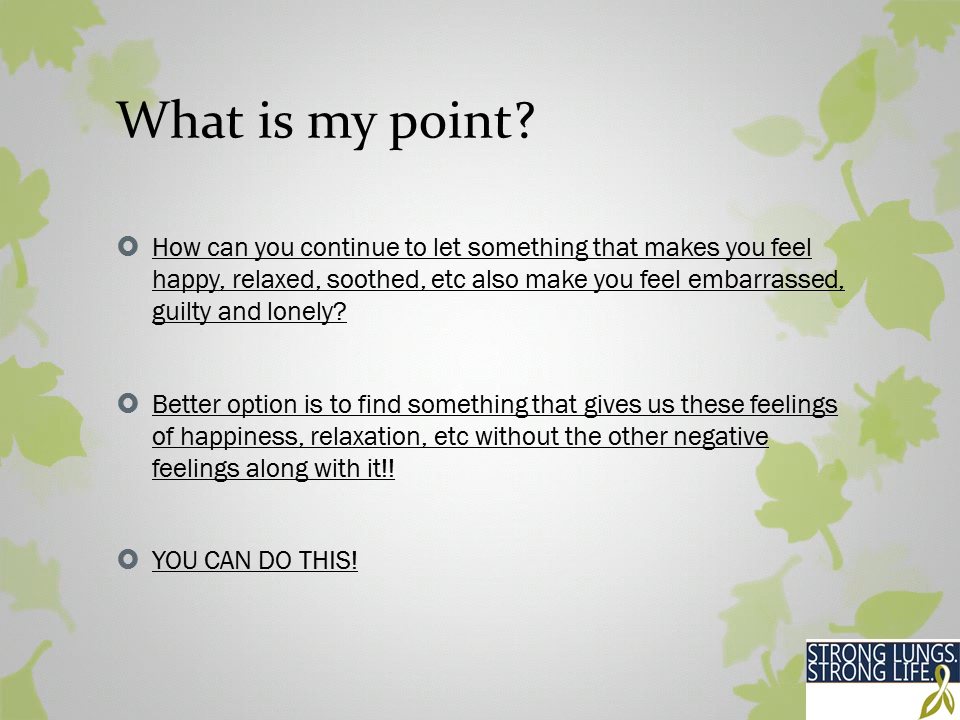 What is my point?
How can you continue to let something that makes you feel
happy, relaxed, soothed, etc also make you feel embarrassed,
guilty and lonely?
Better option is to find something that gives us these feelings
of happiness, relaxation, etc without the other negative
feelings along with it!!
YOU CAN DO THIS!
STRONG LUNGS.
STRONG LIFE.